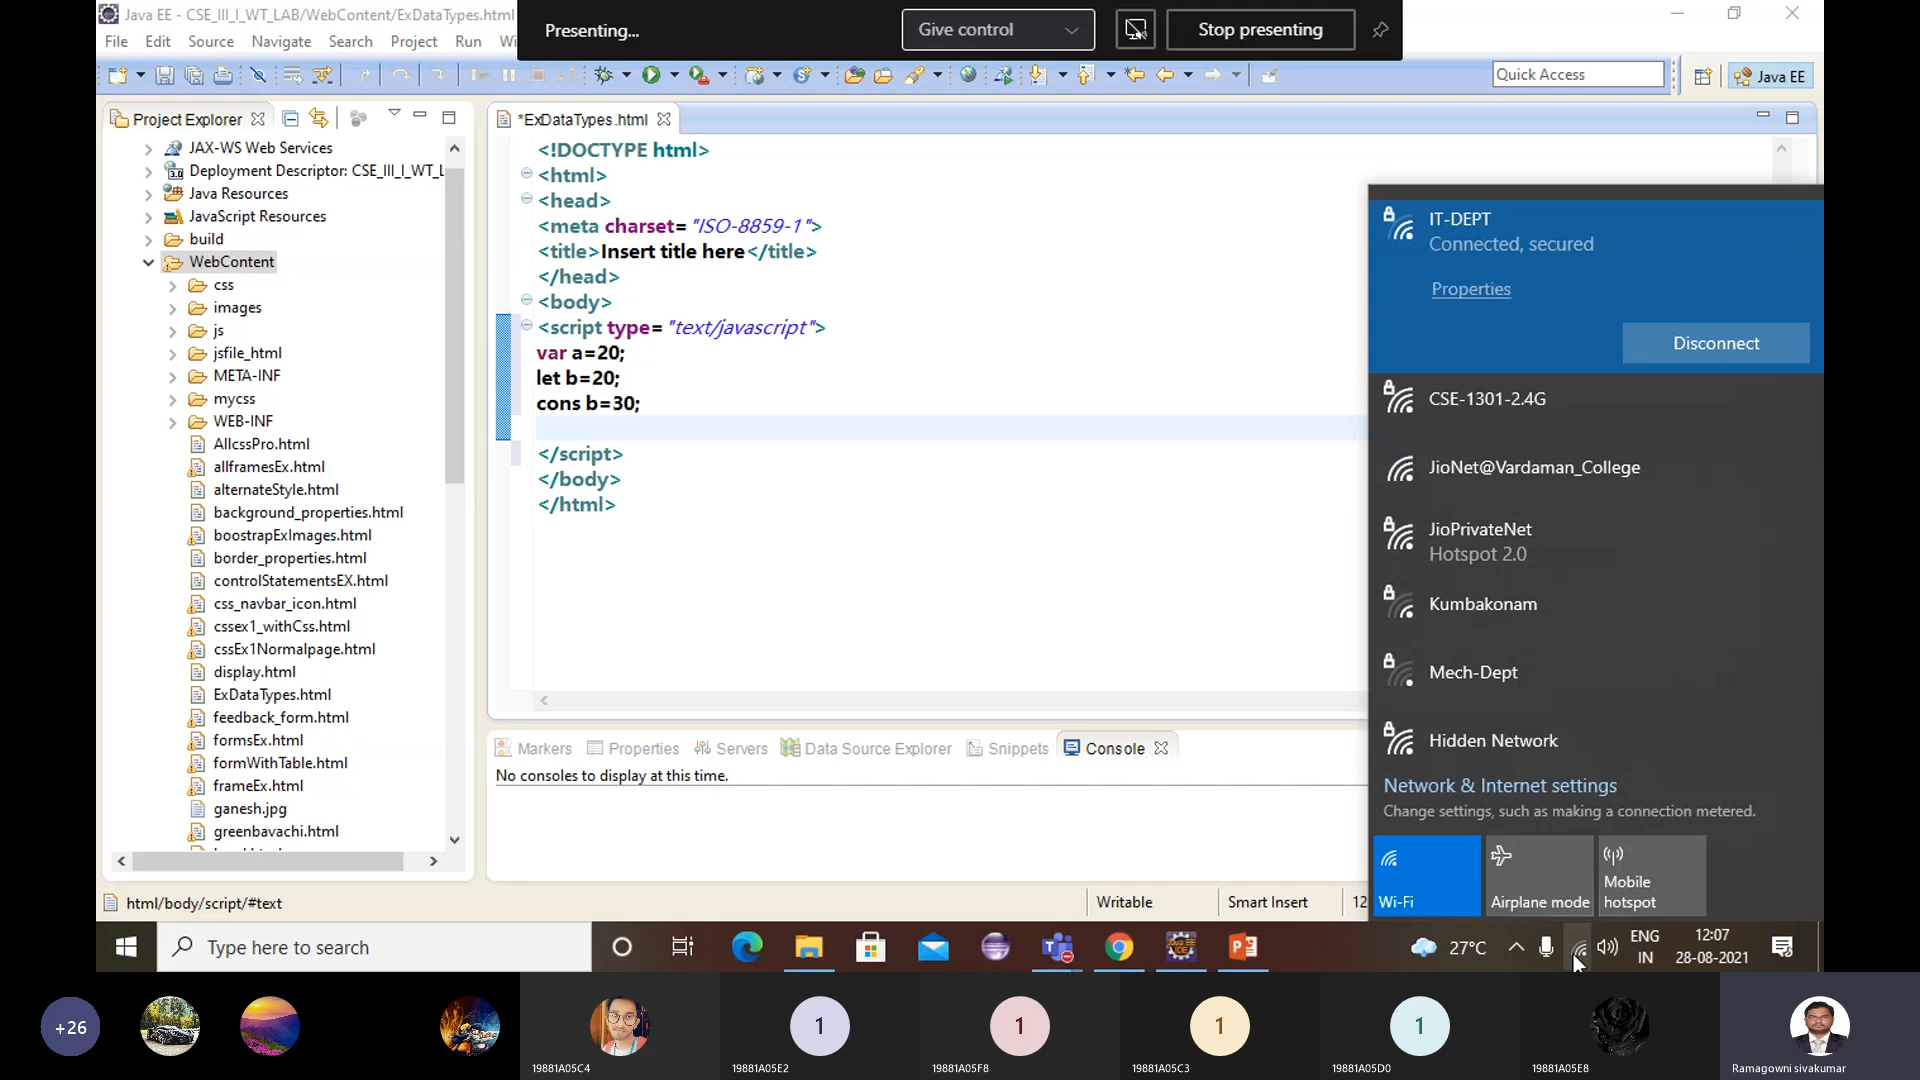 Java EE - CSE_III_I_WT_LAB/WebContent/ExDataTypes.html
Presenting...
Give control
Stop presenting
File Edit Source Navigate Search Project Run Wi
Quick Access
Java EE
Project Explorer
JAX-WS Web Services
Deployment Descriptor: CSE_III_I_WT_L
3.0
Java Resources
JavaScript Resources
build
WebContent
css
images
js
jsfile_html
META-INF
mycss
WEB-INF
AllcssPro.html
allframesEx.html
alternateStyle.html
background_properties.html
boostrapExImages.html
border_properties.html
controlStatementsEX.html
css_navbar_icon.html
cssex1_withCss.html
cssEx1Normalpage.html
display.html
ExDataTypes.html
feedback_form.html
formsEx.html
formWithTable.html
frameEx.html
ganesh.jpg
greenbavachi.html
*ExDataTypes.html
<!DOCTYPE html>
<html>
<head>
<meta charset="ISO-8859-1">
<title>Insert title here</title>
</head>
<body>
<script type="text/javascript">
var a=20;
let b=20;
cons b=30;
</script>
</body>
</html>
Markers Properties Servers Data Source Explorer Snippets Console
No consoles to display at this time.
html/body/script/#text
Writable
Smart Insert
12
IT-DEPT
Connected, secured
Properties
Disconnect
CSE-1301-2.4G
JioNet@Vardaman_College
JioPrivateNet
Hotspot 2.0
Kumbakonam
Mech-Dept
Hidden Network
Network & Internet settings
Change settings, such as making a connection metered.
Wi-Fi
Airplane mode
Mobile
hotspot
Type here to search
27°C
ENG
IN
12:07
28-08-2021
+26
1
1
1
1
19881A05C4
19881A05E2
19881A05F8
19881A05C3
19881A05D0
19881A05E8
Ramagowni sivakumar